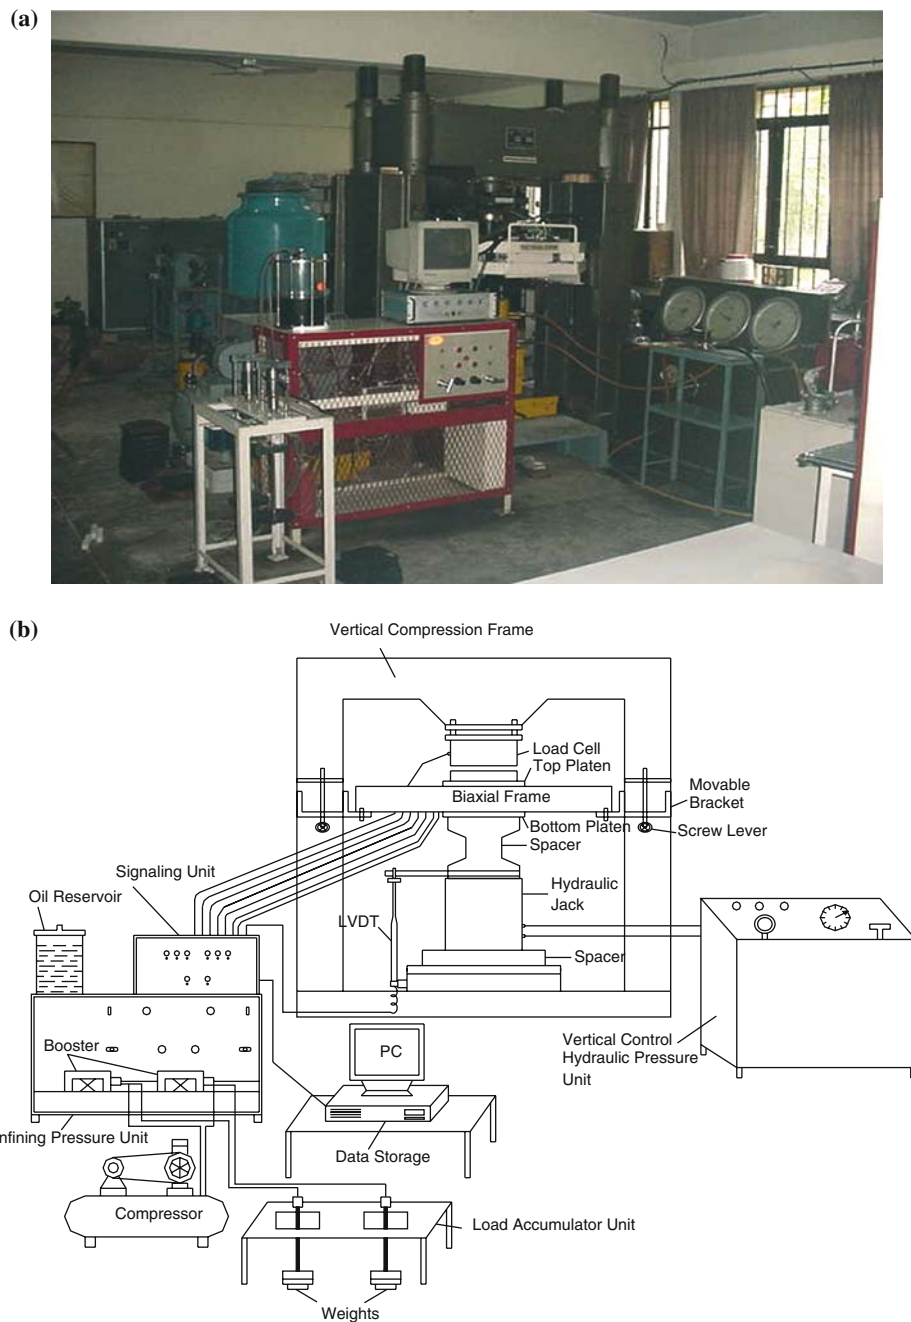 (a)
(b)
Vertical Compression Frame
Load Cell
Top Platen
Biaxial Frame
Movable
Bracket
Bottom Platen
Screw Lever
Spacer
Signaling Unit
Hydraulic
Jack
Oil Reservoir
LVDT
Spacer
Vertical Control
Hydraulic Pressure
Unit
PC
Booster
nfining Pressure Unit
Data Storage
Compressor
Load Accumulator Unit
Weights